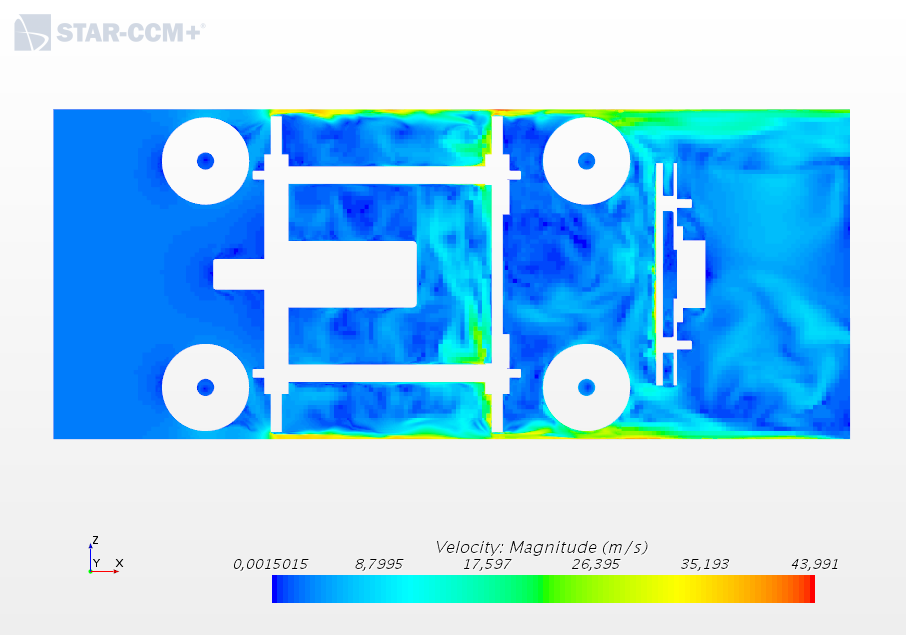 STAR-CCM+®
Z
Y X
Velocity: Magnitude (m/s)
0,0015015 8,7995 17,597 26,395 35,193 43,991